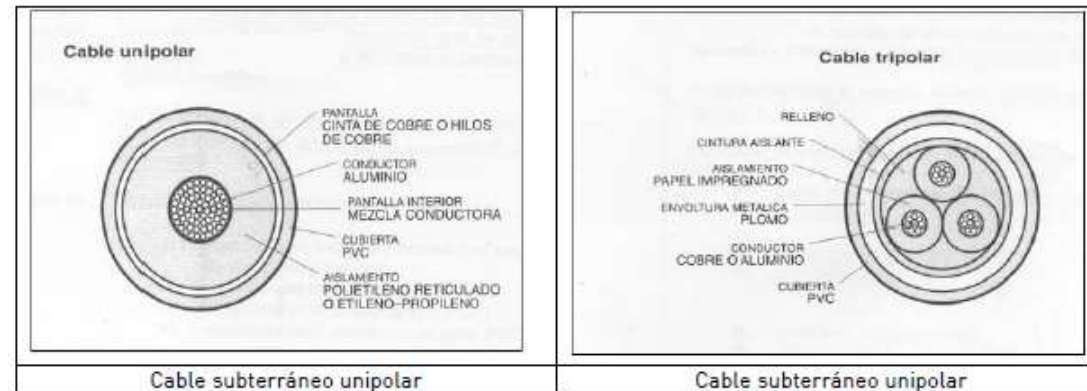 Cable unipolar
PANTALLA
CINTA DE COBRE O HILOS
DE COBRE
CONDUCTOR
ALUMINIO
PANTALLA INTERIOR
MEZCLA CONDUCTORA
CUBIERTA
PVC
AISLAMIENTO
POLIETILENO RETICULADO
O ETILENO-PROPILENO
Cable subterráneo unipolar
Cable tripolar
RELLENO
CINTURA AISLANTE
AISLAMIENTO
PAPEL IMPREGNADO
ENVOLTURA METALICA
PLOMO
CONDUCTOR
COBRE O ALUMINIO
CUBIERTA
PVC
Cable subterráneo unipolar